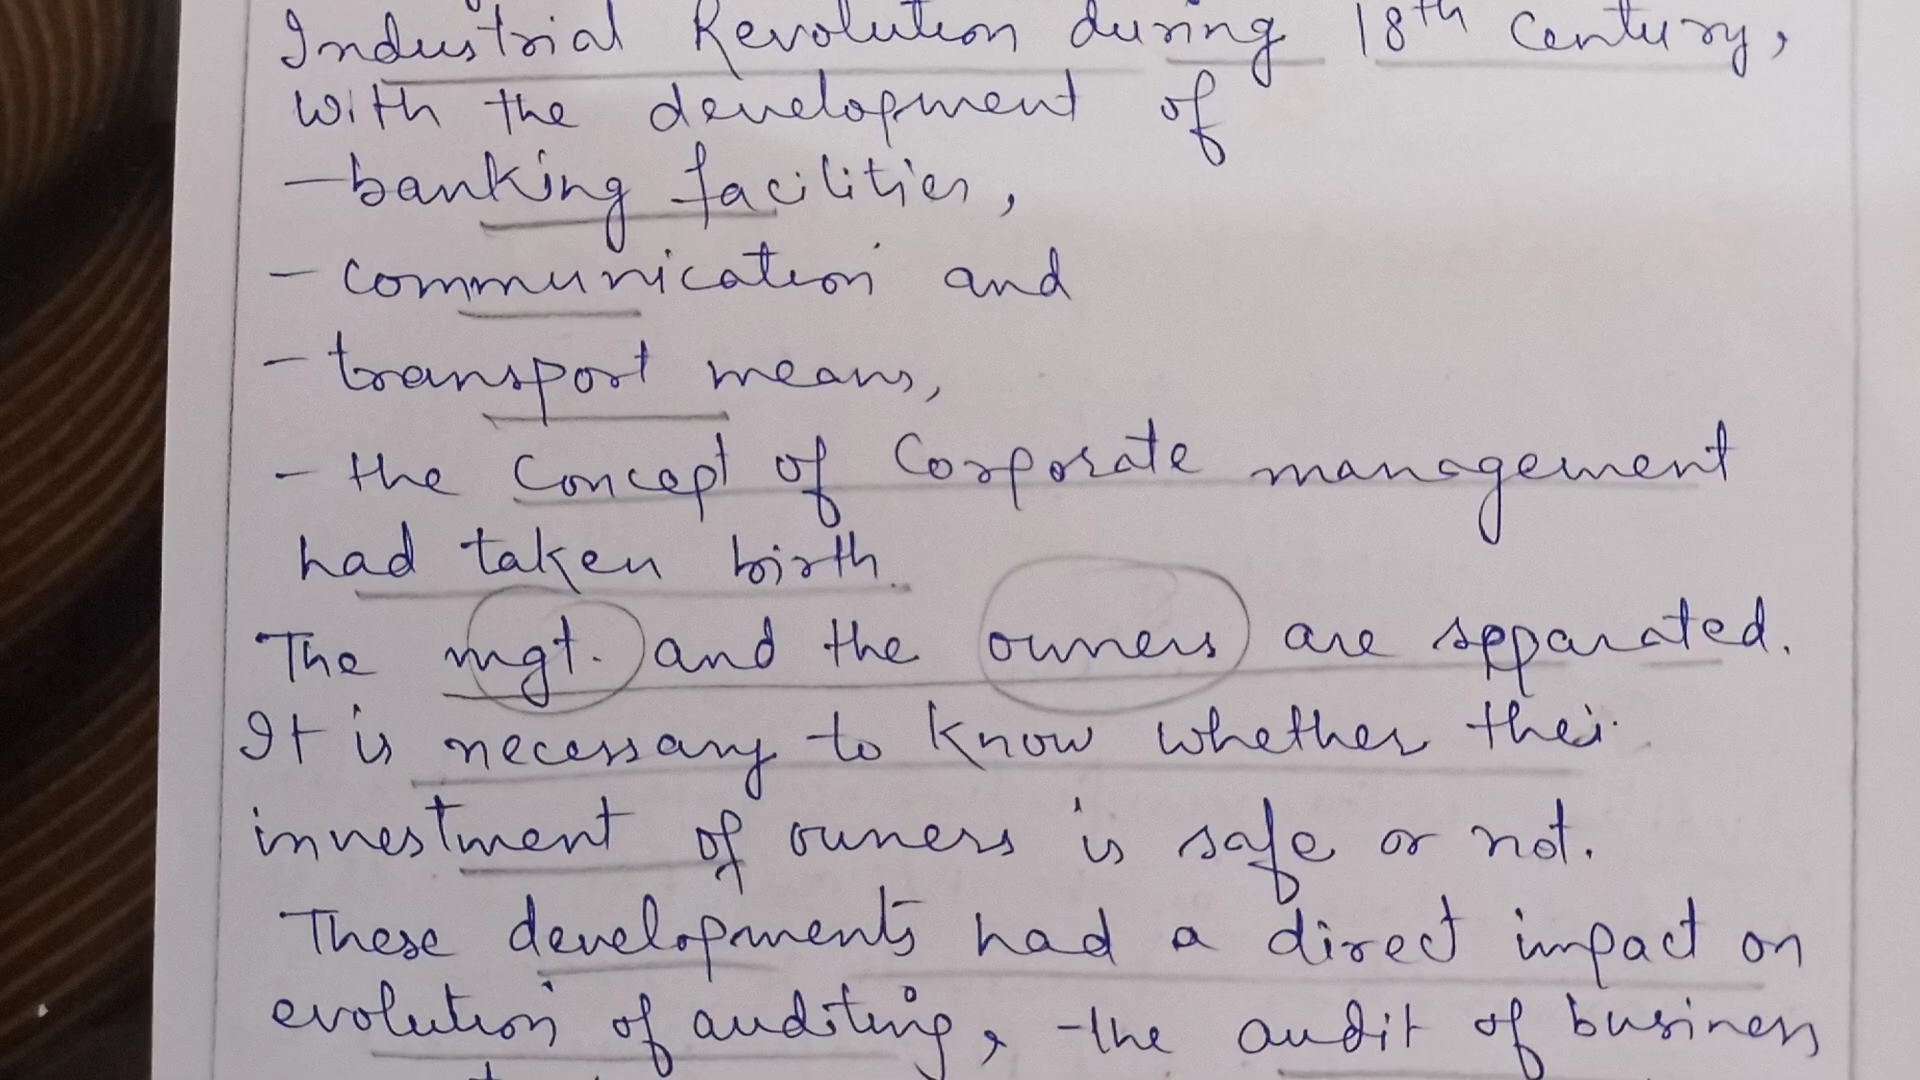 Industrial Revolution during 18th Century,
With the development of
- banking facilities,
- communication and
- transport means,
- the Concept of Corporate management
had taken birth.
The mgt. and the owners are sepparated.
It is necessary to know whether their
investment of owners is safe or not.
These developments had a direct impact on
evolution of auditing, the audit of business